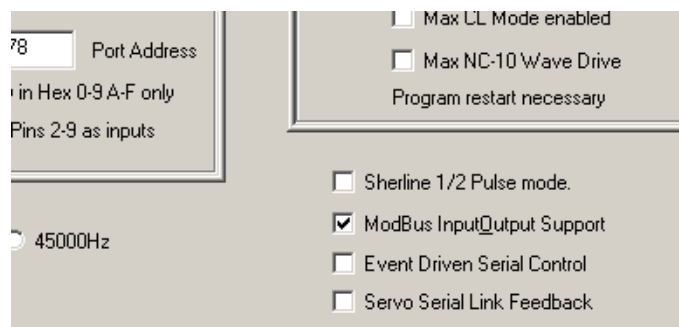 Max CL Mode enabled
78 Port Address
Max NC-10 Wave Drive
in Hex 0-9 A-F only
Program restart necessary
Pins 2-9 as inputs
Sherline 1/2 Pulse mode.
ModBus InputOutput Support
45000Hz
Event Driven Serial Control
Servo Serial Link Feedback